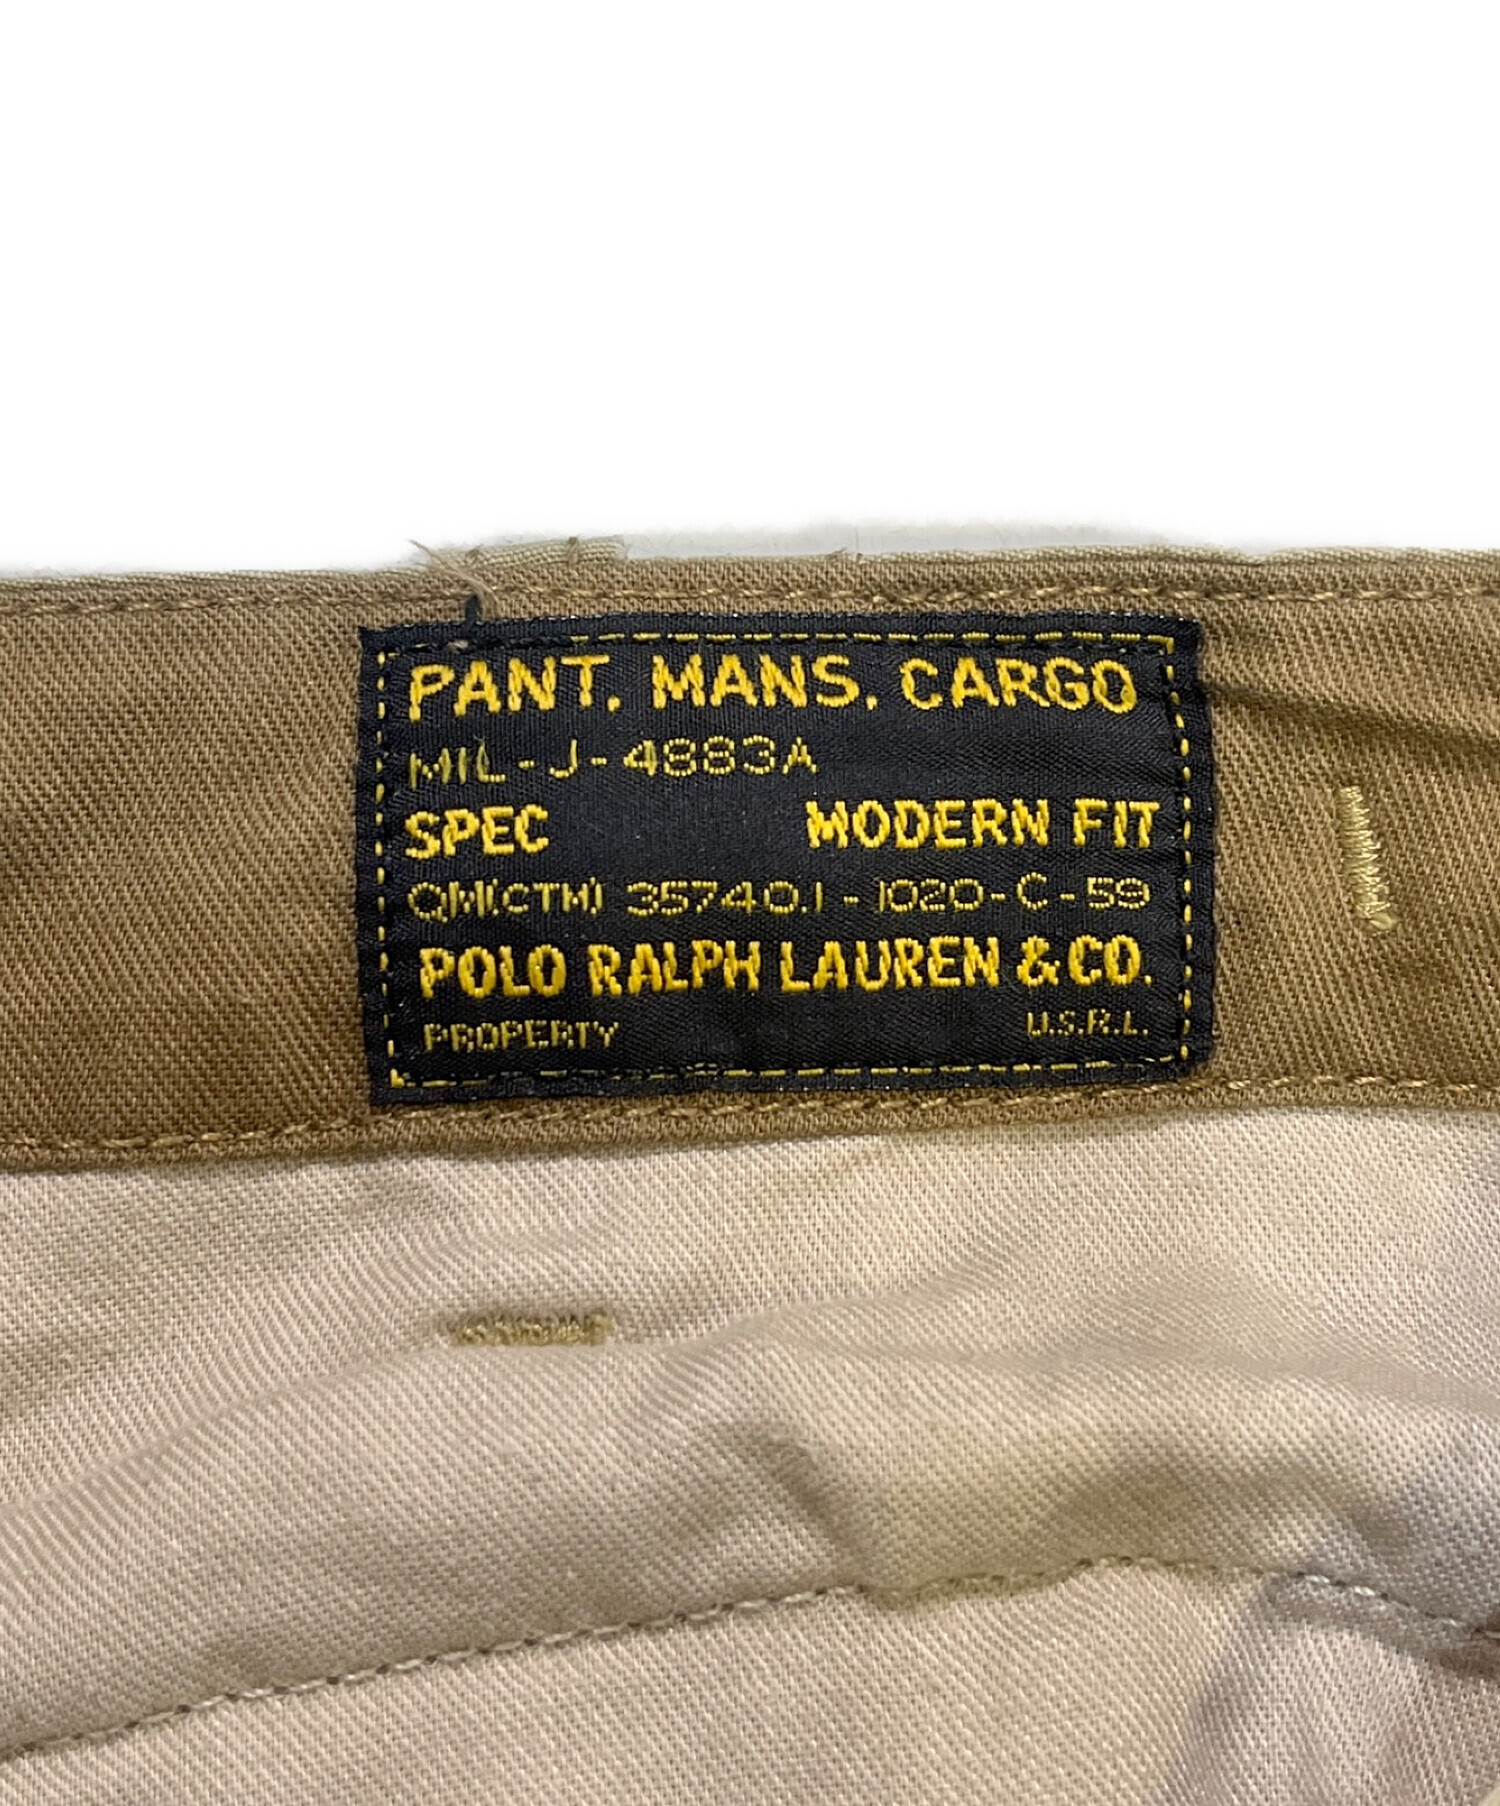 PANT. MANS. CARGO
MIL-J-4883A
SPEC MODERN FIT
QM(CTM) 35740.1-1020-C-59
POLO RALPH LAUREN & CO.
PROPERTY U.S.R.L.